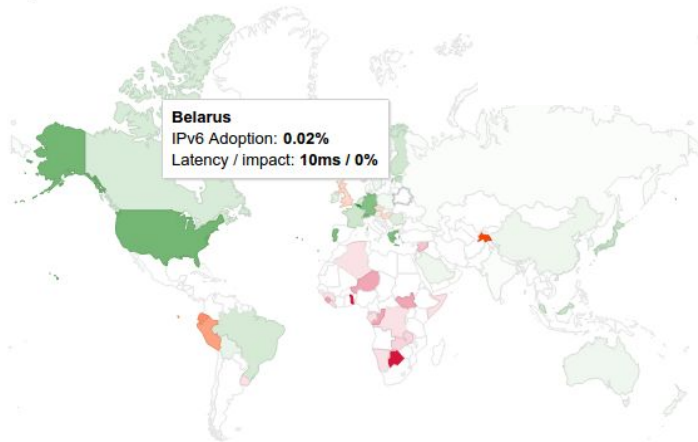 Belarus
IPv6 Adoption: 0.02%
Latency / impact: 10ms / 0%